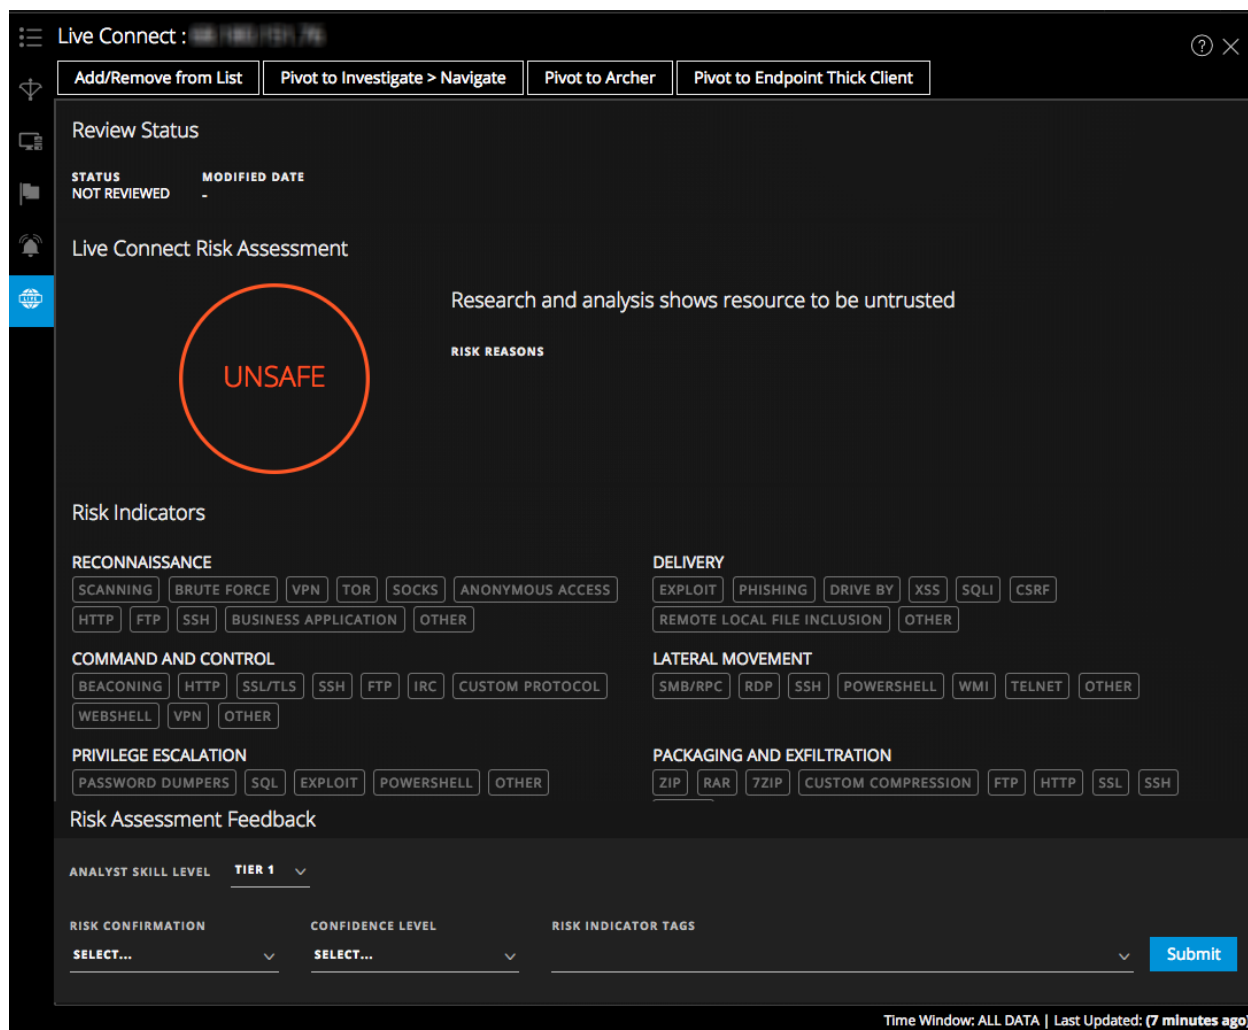 Live Connect :
Add/Remove from List Pivot to Investigate > Navigate Pivot to Archer Pivot to Endpoint Thick Client
Review Status
STATUS MODIFIED DATE
NOT REVIEWED -
LIVE
Live Connect Risk Assessment
Research and analysis shows resource to be untrusted
RISK REASONS
UNSAFE
Risk Indicators
RECONNAISSANCE
SCANNING BRUTE FORCE VPN TOR SOCKS ANONYMOUS ACCESS
HTTP FTP SSH BUSINESS APPLICATION OTHER
DELIVERY
EXPLOIT PHISHING DRIVE BY XSS SQLI CSRF
REMOTE LOCAL FILE INCLUSION OTHER
COMMAND AND CONTROL
BEACONING HTTP SSL/TLS SSH FTP IRC CUSTOM PROTOCOL
WEBSHELL VPN OTHER
LATERAL MOVEMENT
SMB/RPC RDP SSH POWERSHELL WMI TELNET OTHER
PRIVILEGE ESCALATION
PASSWORD DUMPERS SQL EXPLOIT POWERSHELL OTHER
PACKAGING AND EXFILTRATION
ZIP RAR 7ZIP CUSTOM COMPRESSION FTP HTTP SSL SSH
Risk Assessment Feedback
ANALYST SKILL LEVEL TIER 1
RISK CONFIRMATION CONFIDENCE LEVEL RISK INDICATOR TAGS
SELECT... SELECT... Submit
Time Window: ALL DATA | Last Updated: (7 minutes ago)